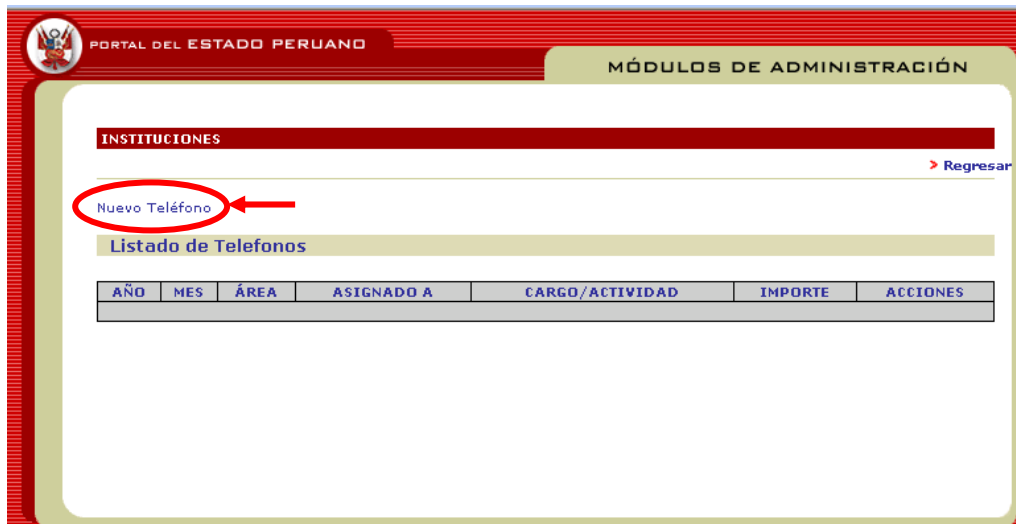 PORTAL DEL ESTADO PERUANO
MÓDULOS DE ADMINISTRACIÓN
INSTITUCIONES
> Regresar
Nuevo Teléfono
Listado de Telefonos
AÑO MES ÁREA ASIGNADO A CARGO/ACTIVIDAD IMPORTE ACCIONES